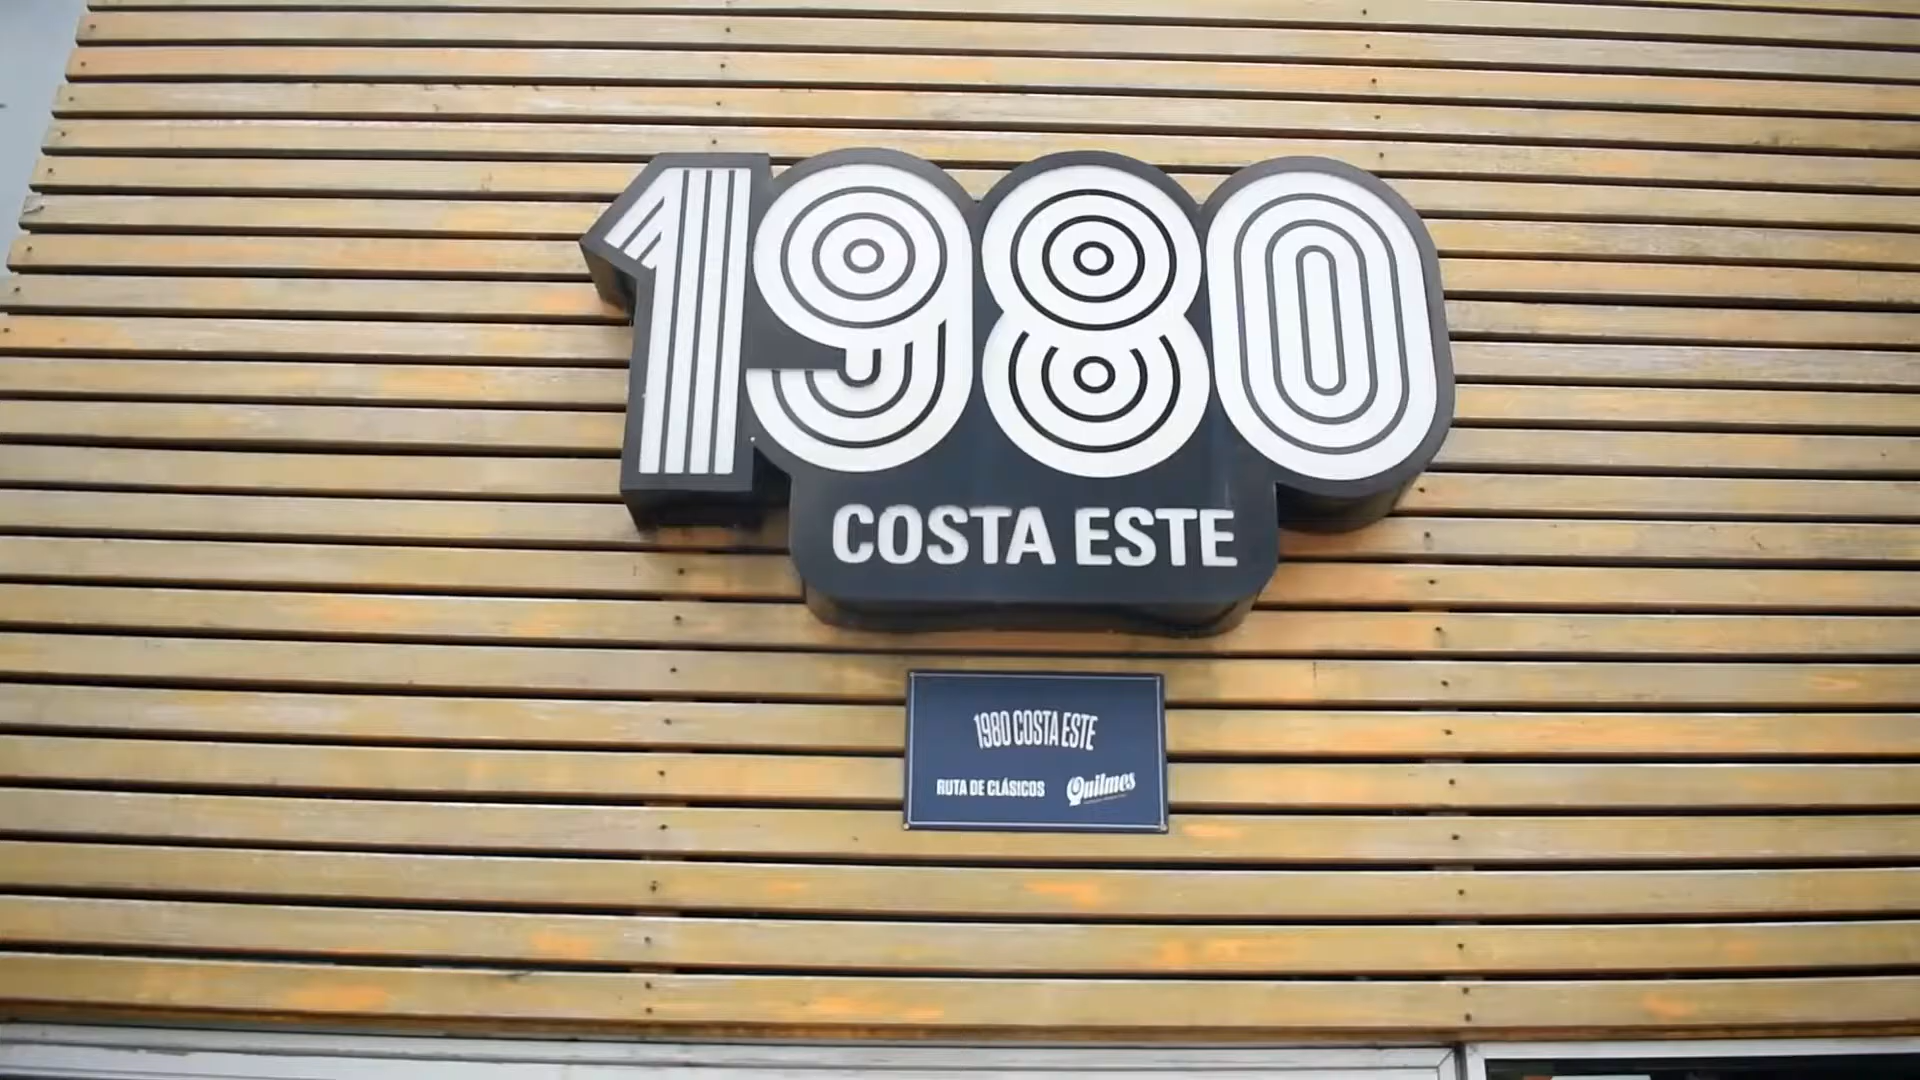 1980
COSTA ESTE
1980 COSTA ESTE
RUTA DE CLÁSICOS
Quilmes